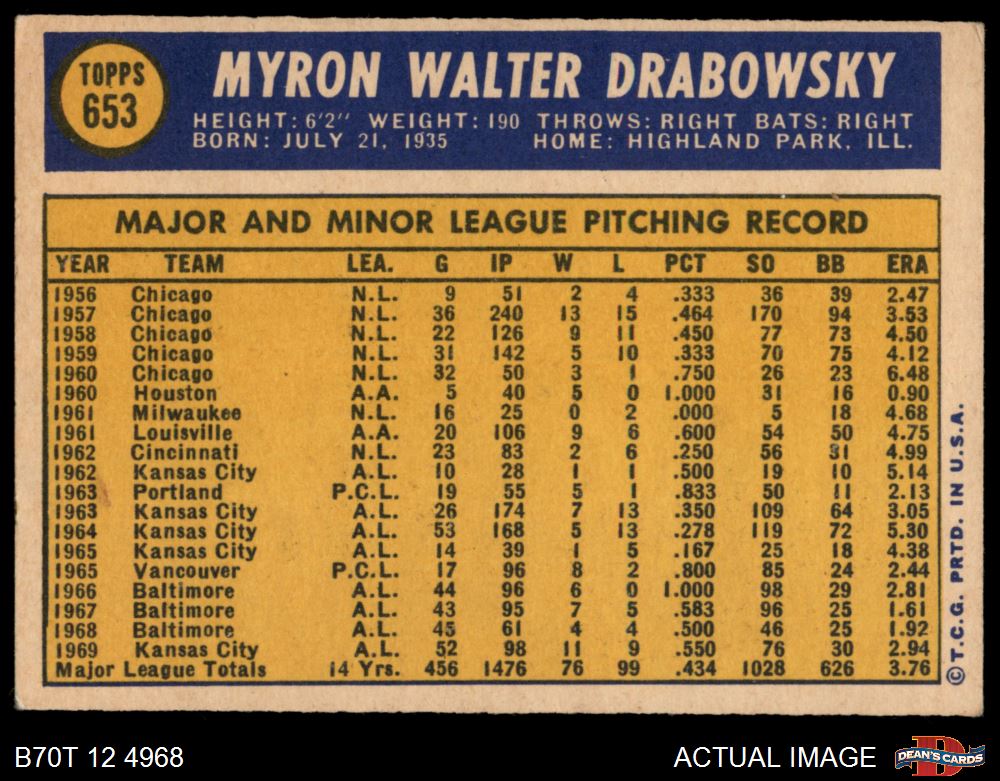 TOPPS
653
MYRON WALTER DRABOWSKY
HEIGHT: 6'2" WEIGHT: 190 THROWS: RIGHT BATS: RIGHT
BORN: JULY 21, 1935 HOME: HIGHLAND PARK, ILL.
MAJOR AND MINOR LEAGUE PITCHING RECORD
YEAR TEAM LEA. G IP W L PCT SO BB ERA
1956 Chicago N.L. 9 51 2 4 .333 36 39 2.47
1957 Chicago N.L. 36 240 13 15 .464 170 94 3.53
1958 Chicago N.L. 22 126 9 11 .450 77 73 4.50
1959 Chicago N.L. 31 142 5 10 .333 70 75 4.12
1960 Chicago N.L. 32 50 3 1 .750 26 23 6.48
1960 Houston A.A. 5 40 5 0 1.000 31 16 0.90
1961 Milwaukee N.L. 16 25 0 2 .000 5 18 4.68
1961 Louisville A.A. 20 106 9 6 .600 54 50 4.75
1962 Cincinnati N.L. 23 83 2 6 .250 56 31 4.99
1962 Kansas City A.L. 10 28 1 1 .500 19 10 5.14
1963 Portland P.C.L. 19 55 5 1 .833 50 11 2.13
1963 Kansas City A.L. 26 174 7 13 .350 109 64 3.05
1964 Kansas City A.L. 53 168 5 13 .278 119 72 5.30
1965 Kansas City A.L. 14 39 1 5 .167 25 18 4.38
1965 Vancouver P.C.L. 17 96 8 2 .800 85 24 2.44
1966 Baltimore A.L. 44 96 6 0 1.000 98 29 2.81
1967 Baltimore A.L. 43 95 7 5 .583 96 25 1.61
1968 Baltimore A.L. 45 61 4 4 .500 46 25 1.92
1969 Kansas City A.L. 52 98 11 9 .550 76 30 2.94
Major League Totals 14 Yrs. 456 1476 76 99 .434 1028 626 3.76
©T.C.G. PRTD. IN U.S.A.
B70T 12 4968
ACTUAL IMAGE
D
DEAN'S CARDS